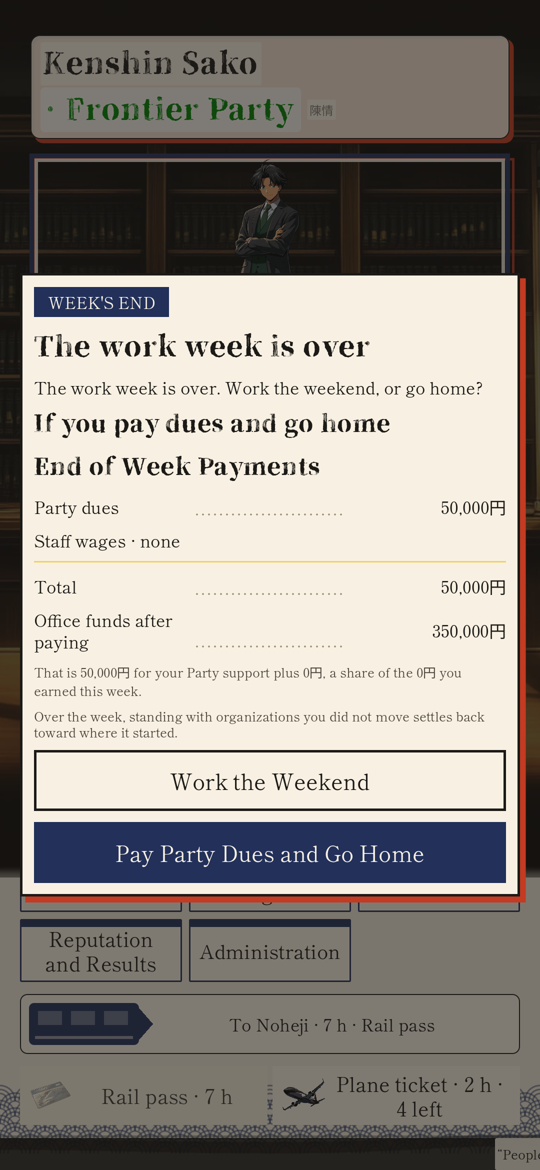 Kenshin Sako
· Frontier Party 陳情
WEEK'S END
The work week is over
The work week is over. Work the weekend, or go home?
If you pay dues and go home
End of Week Payments
Party dues 50,000円
Staff wages · none
Total 50,000円
Office funds after
paying 350,000円
That is 50,000円 for your Party support plus 0円, a share of the 0円 you
earned this week.
Over the week, standing with organizations you did not move settles back
toward where it started.
Work the Weekend
Pay Party Dues and Go Home
Reputation
and Results
Administration
To Noheji · 7 h · Rail pass
Rail pass · 7 h
Plane ticket · 2 h ·
4 left
"People